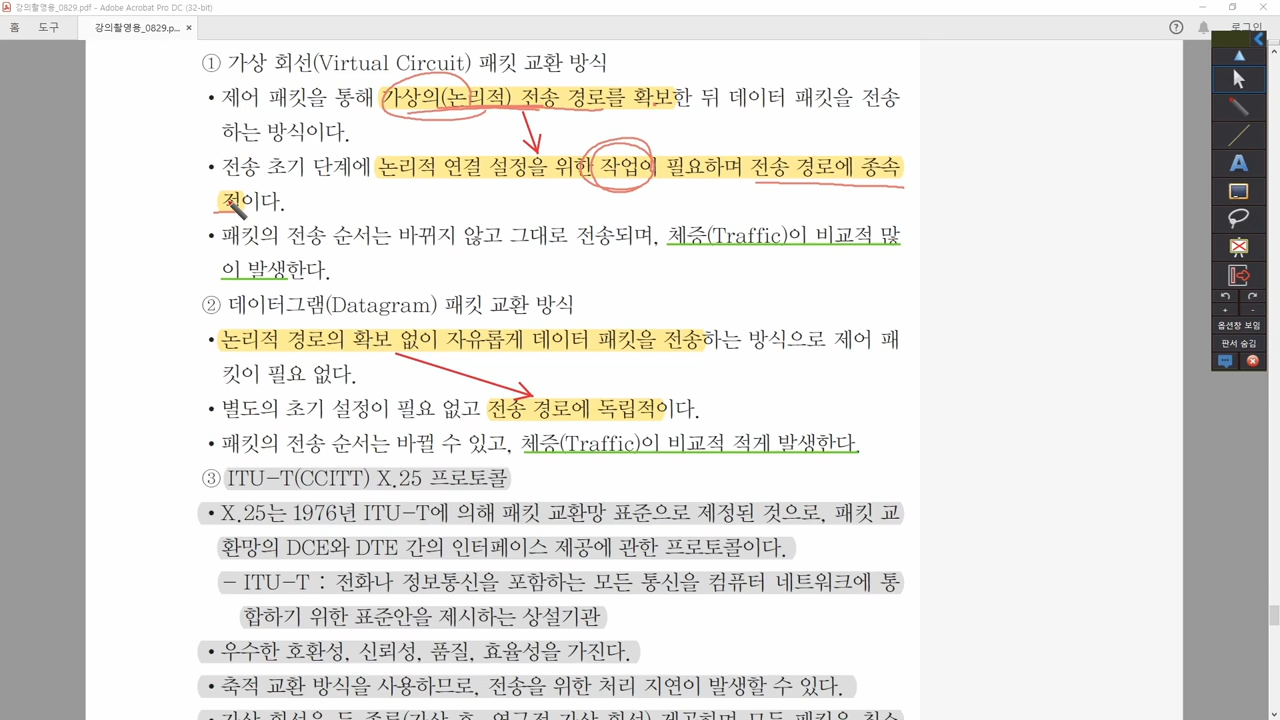 강의촬영용_0829.pdf - Adobe Acrobat Pro DC (32-bit)
홈 도구 강의촬영용_0829.p... × 로그인
① 가상 회선(Virtual Circuit) 패킷 교환 방식
• 제어 패킷을 통해 가상의(논리적) 전송 경로를 확보한 뒤 데이터 패킷을 전송
하는 방식이다.
• 전송 초기 단계에 논리적 연결 설정을 위한 작업이 필요하며 전송 경로에 종속
적이다.
• 패킷의 전송 순서는 바뀌지 않고 그대로 전송되며, 체증(Traffic)이 비교적 많
이 발생한다.
② 데이터그램(Datagram) 패킷 교환 방식
• 논리적 경로의 확보 없이 자유롭게 데이터 패킷을 전송하는 방식으로 제어 패
킷이 필요 없다.
• 별도의 초기 설정이 필요 없고 전송 경로에 독립적이다.
• 패킷의 전송 순서는 바뀔 수 있고, 체증(Traffic)이 비교적 적게 발생한다.
③ ITU-T(CCITT) X.25 프로토콜
• X.25는 1976년 ITU-T에 의해 패킷 교환망 표준으로 제정된 것으로, 패킷 교
환망의 DCE와 DTE 간의 인터페이스 제공에 관한 프로토콜이다.
- ITU-T : 전화나 정보통신을 포함하는 모든 통신을 컴퓨터 네트워크에 통
합하기 위한 표준안을 제시하는 상설기관
• 우수한 호환성, 신뢰성, 품질, 효율성을 가진다.
• 축적 교환 방식을 사용하므로, 전송을 위한 처리 지연이 발생할 수 있다.
A
+ -
옵션창 보임
판서 숨김